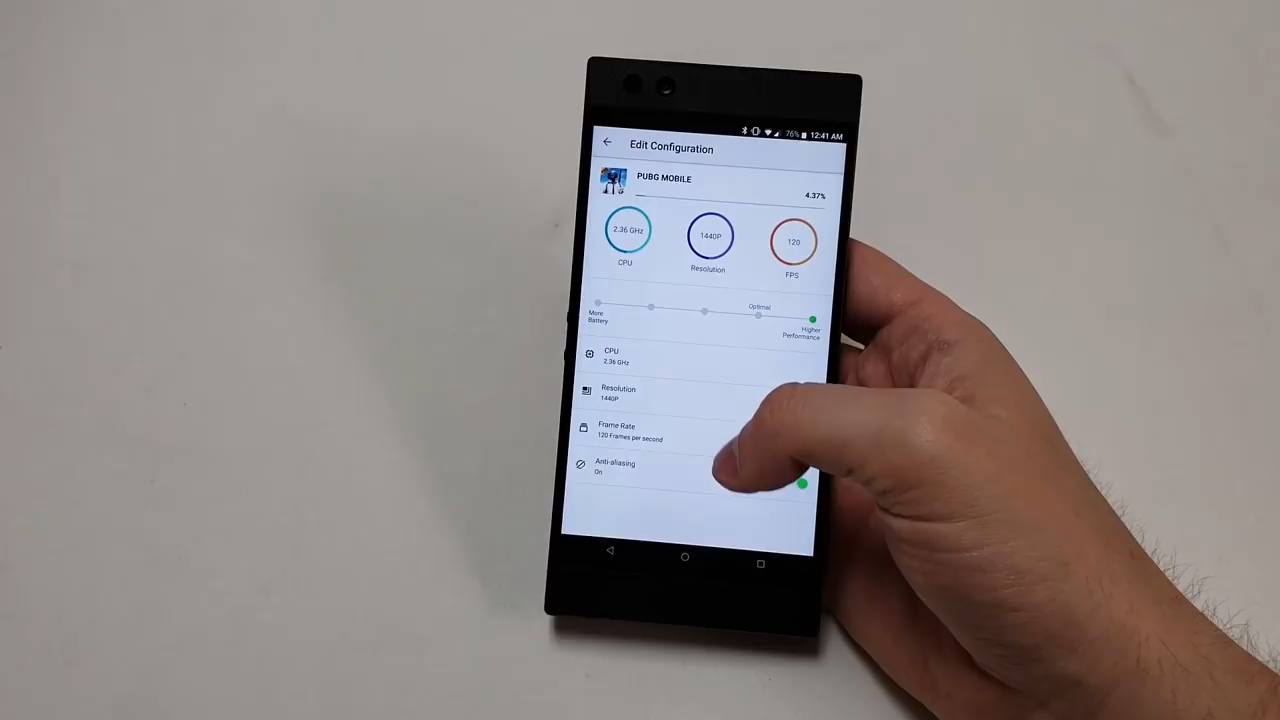 76% 12:41 AM
Edit Configuration
PUBG MOBILE
4.37%
2.36 GHz
1440P
120
CPU
Resolution
FPS
Optimal
More
Battery
Higher
Performance
CPU
2.36 GHz
Resolution
1440P
Frame Rate
120 Frames per second
Anti-aliasing
On